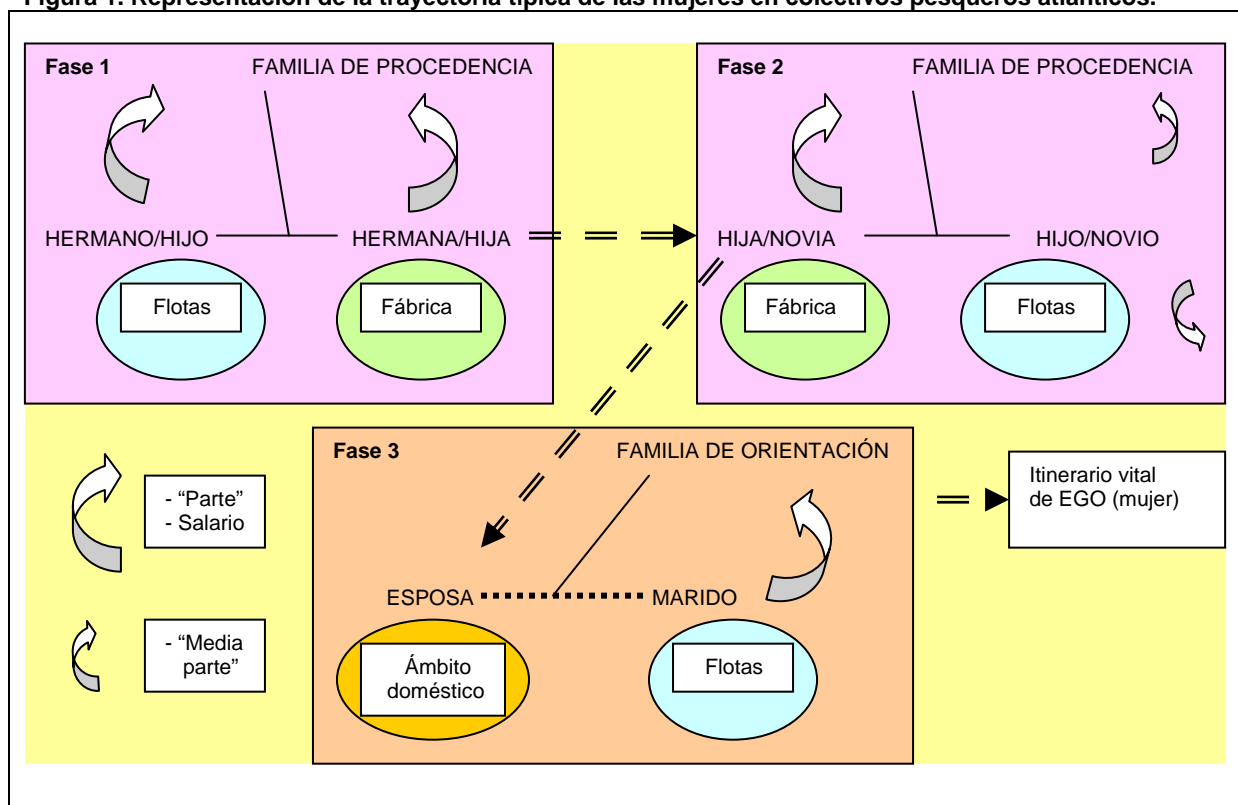 Figura 1. Representación de la trayectoria típica de las mujeres en colectivos pesqueros atlánticos.
Fase 1
FAMILIA DE PROCEDENCIA
HERMANO/HIJO
HERMANA/HIJA
Flotas
Fábrica
Fase 2
FAMILIA DE PROCEDENCIA
HIJA/NOVIA
HIJO/NOVIO
Fábrica
Flotas
Fase 3
FAMILIA DE ORIENTACIÓN
ESPOSA
MARIDO
Ámbito
doméstico
Flotas
- “Parte”
- Salario
- “Media
parte”
Itinerario vital
de EGO (mujer)